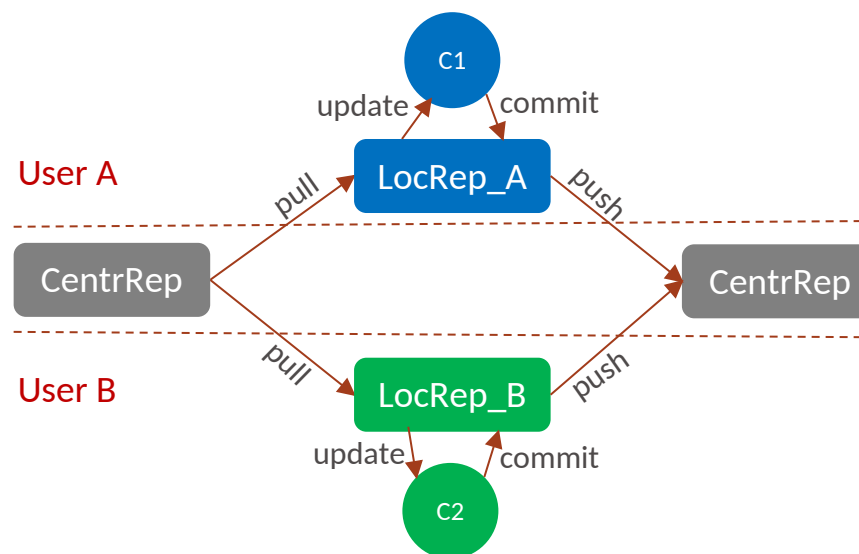 C1
update
commit
User A
LocRep_A
pull
push
CentrRep
CentrRep
pull
push
User B
LocRep_B
update
commit
C2